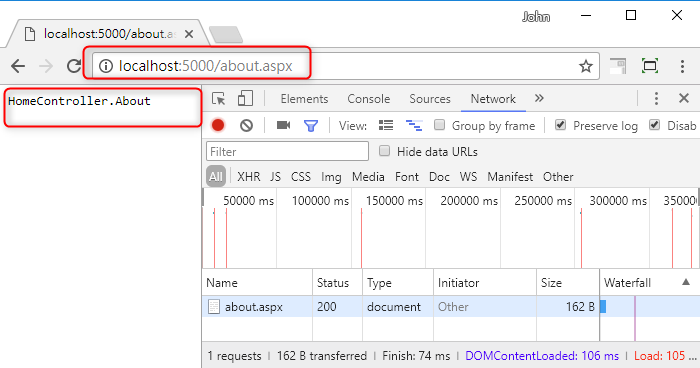 John
localhost:5000/about.as
localhost:5000/about.aspx
HomeController.About
Elements Console Sources Network »
View: Group by frame Preserve log Disab
Filter Hide data URLs
All XHR JS CSS Img Media Font Doc WS Manifest Other
50000 ms 100000 ms 150000 ms 200000 ms 250000 ms 300000 ms 35000
Name Status Type Initiator Size Waterfall
about.aspx 200 document Other 162 B
1 requests | 162 B transferred | Finish: 74 ms | DOMContentLoaded: 106 ms | Load: 105 ...